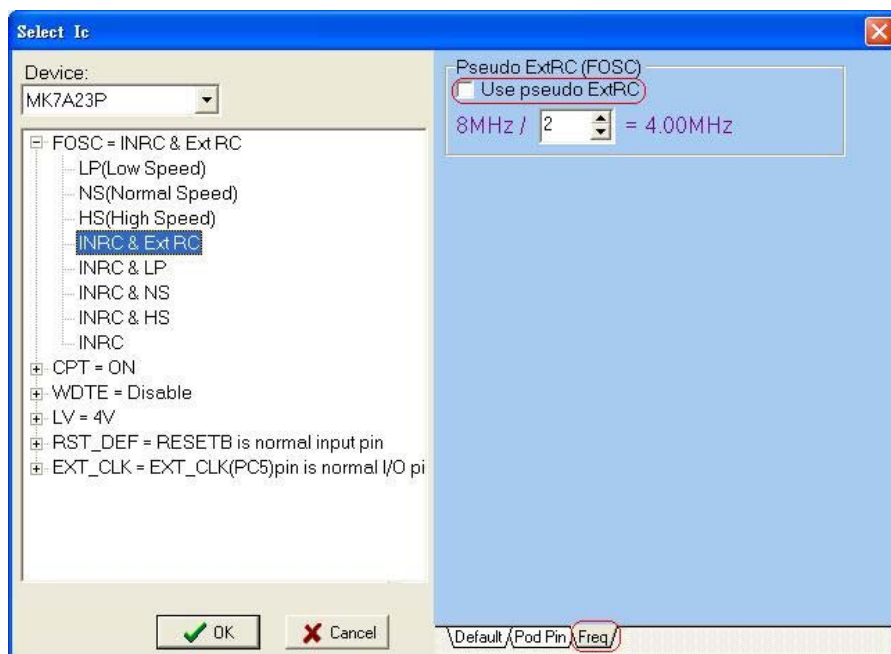 Select Ic
Device:
MK7A23P
FOSC = INRC & Ext RC
LP(Low Speed)
NS(Normal Speed)
HS(High Speed)
INRC & Ext RC
INRC & LP
INRC & NS
INRC & HS
INRC
CPT = ON
WDTE = Disable
LV = 4V
RST_DEF = RESETB is normal input pin
EXT_CLK = EXT_CLK(PC5)pin is normal I/O pi
OK
Cancel
Pseudo ExtRC (FOSC)
Use pseudo ExtRC
8MHz / 2 = 4.00MHz
Default Pod Pin Freq